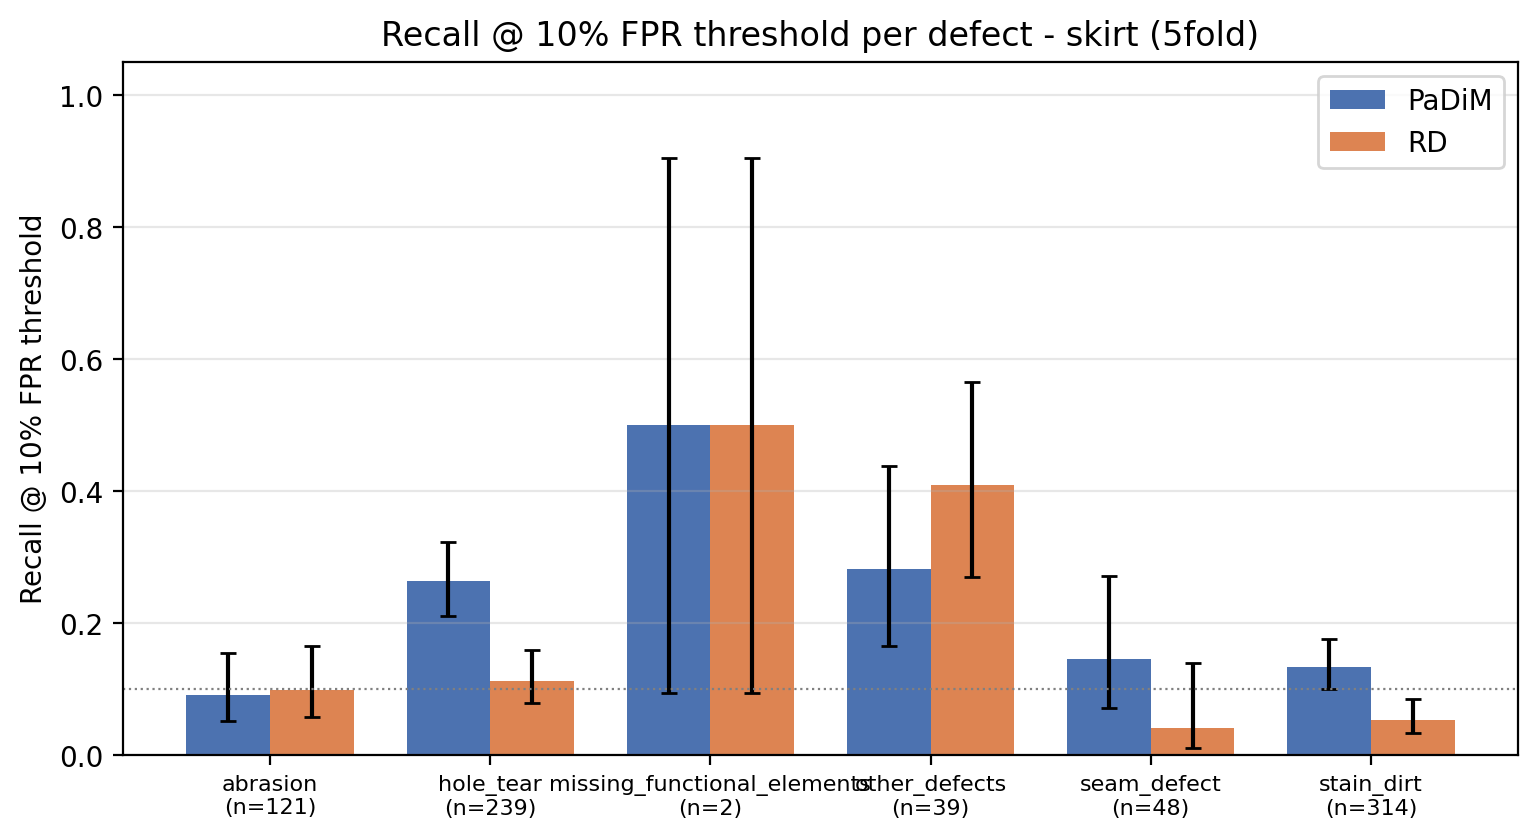 Recall @ 10% FPR threshold per defect - skirt (5fold)
PaDiM
RD
Recall @ 10% FPR threshold
1.0
0.8
0.6
0.4
0.2
0.0
abrasion
(n=121)
hole_tear
(n=239)
missing_functional_elements
(n=2)
other_defects
(n=39)
seam_defect
(n=48)
stain_dirt
(n=314)